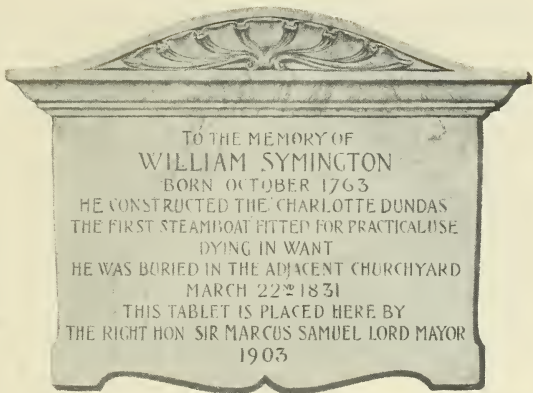 TO THE MEMORY OF
WILLIAM SYMINGTON
BORN OCTOBER 1763
HE CONSTRUCTED THE 'CHARLOTTE DUNDAS'
THE FIRST STEAMBOAT FITTED FOR PRACTICAL USE
DYING IN WANT
HE WAS BURIED IN THE ADJACENT CHURCHYARD
MARCH 22ND 1831
THIS TABLET IS PLACED HERE BY
THE RIGHT HON SIR MARCUS SAMUEL LORD MAYOR
1903